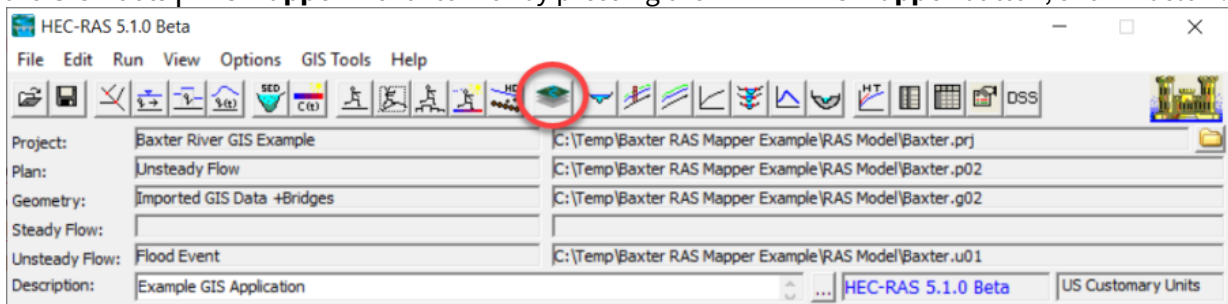 HEC-RAS 5.1.0 Beta
File Edit Run View Options GIS Tools Help
SED C(t) HD HT DSS
Project: Baxter River GIS Example C:\Temp\Baxter RAS Mapper Example\RAS Model\Baxter.prj
Plan: Unsteady Flow C:\Temp\Baxter RAS Mapper Example\RAS Model\Baxter.p02
Geometry: Imported GIS Data +Bridges C:\Temp\Baxter RAS Mapper Example\RAS Model\Baxter.g02
Steady Flow:
Unsteady Flow: Flood Event C:\Temp\Baxter RAS Mapper Example\RAS Model\Baxter.u01
Description: Example GIS Application ... HEC-RAS 5.1.0 Beta US Customary Units